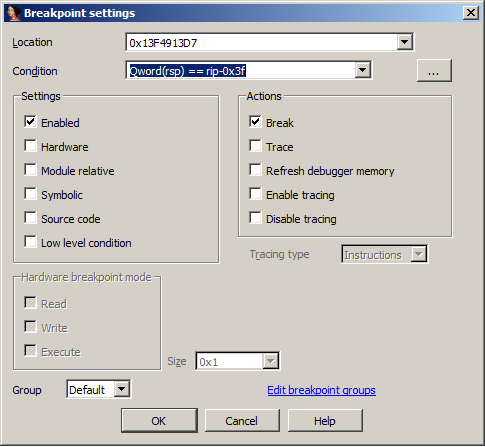 Breakpoint settings
Location 0x13F4913D7
Condition Qword(rsp) == rip-0x3f ...
Settings
Enabled
Hardware
Module relative
Symbolic
Source code
Low level condition
Actions
Break
Trace
Refresh debugger memory
Enable tracing
Disable tracing
Tracing type Instructions
Hardware breakpoint mode
Read
Write
Execute
Size 0x1
Group Default Edit breakpoint groups
OK Cancel Help